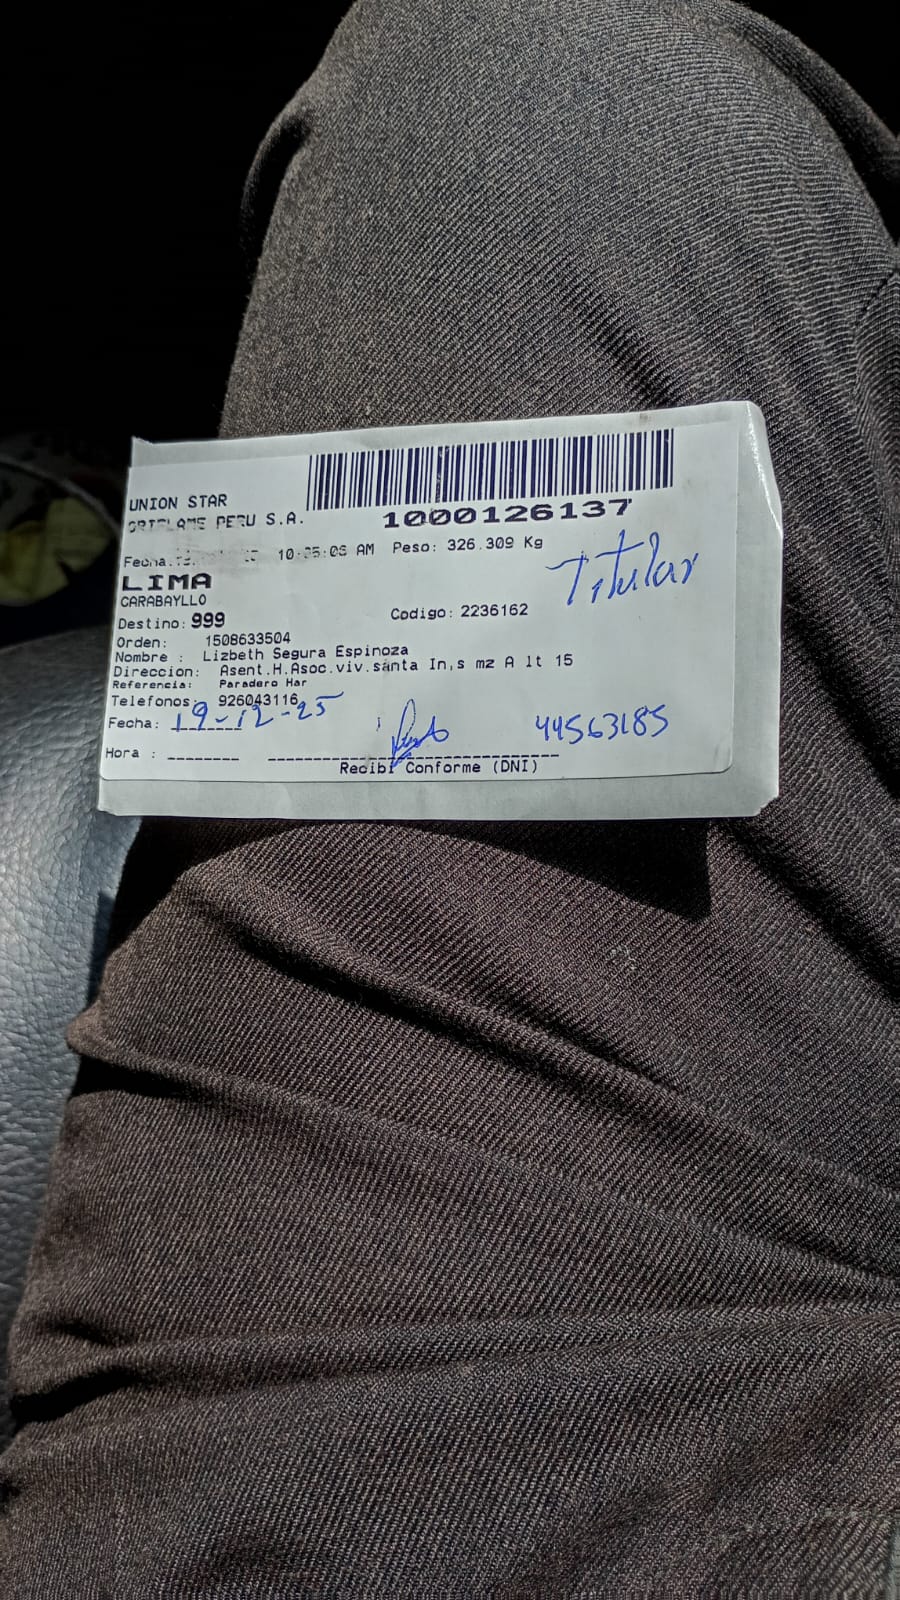 UNION STAR
ORIFLAME PERU S.A.
1000126137
Fecha: 10:35:03 AM Peso: 326.309 Kg
Titular
LIMA
CARABAYLLO
Codigo: 2236162
Destino: 999
Orden: 1508633504
Nombre : Lizbeth Segura Espinoza
Direccion: Asent.H.Asoc.viv.santa In,s mz A lt 15
Referencia: Paradero Har
Telefonos: 926043116
Fecha: 19-12-25
44563185
Hora :
Recibi Conforme (DNI)